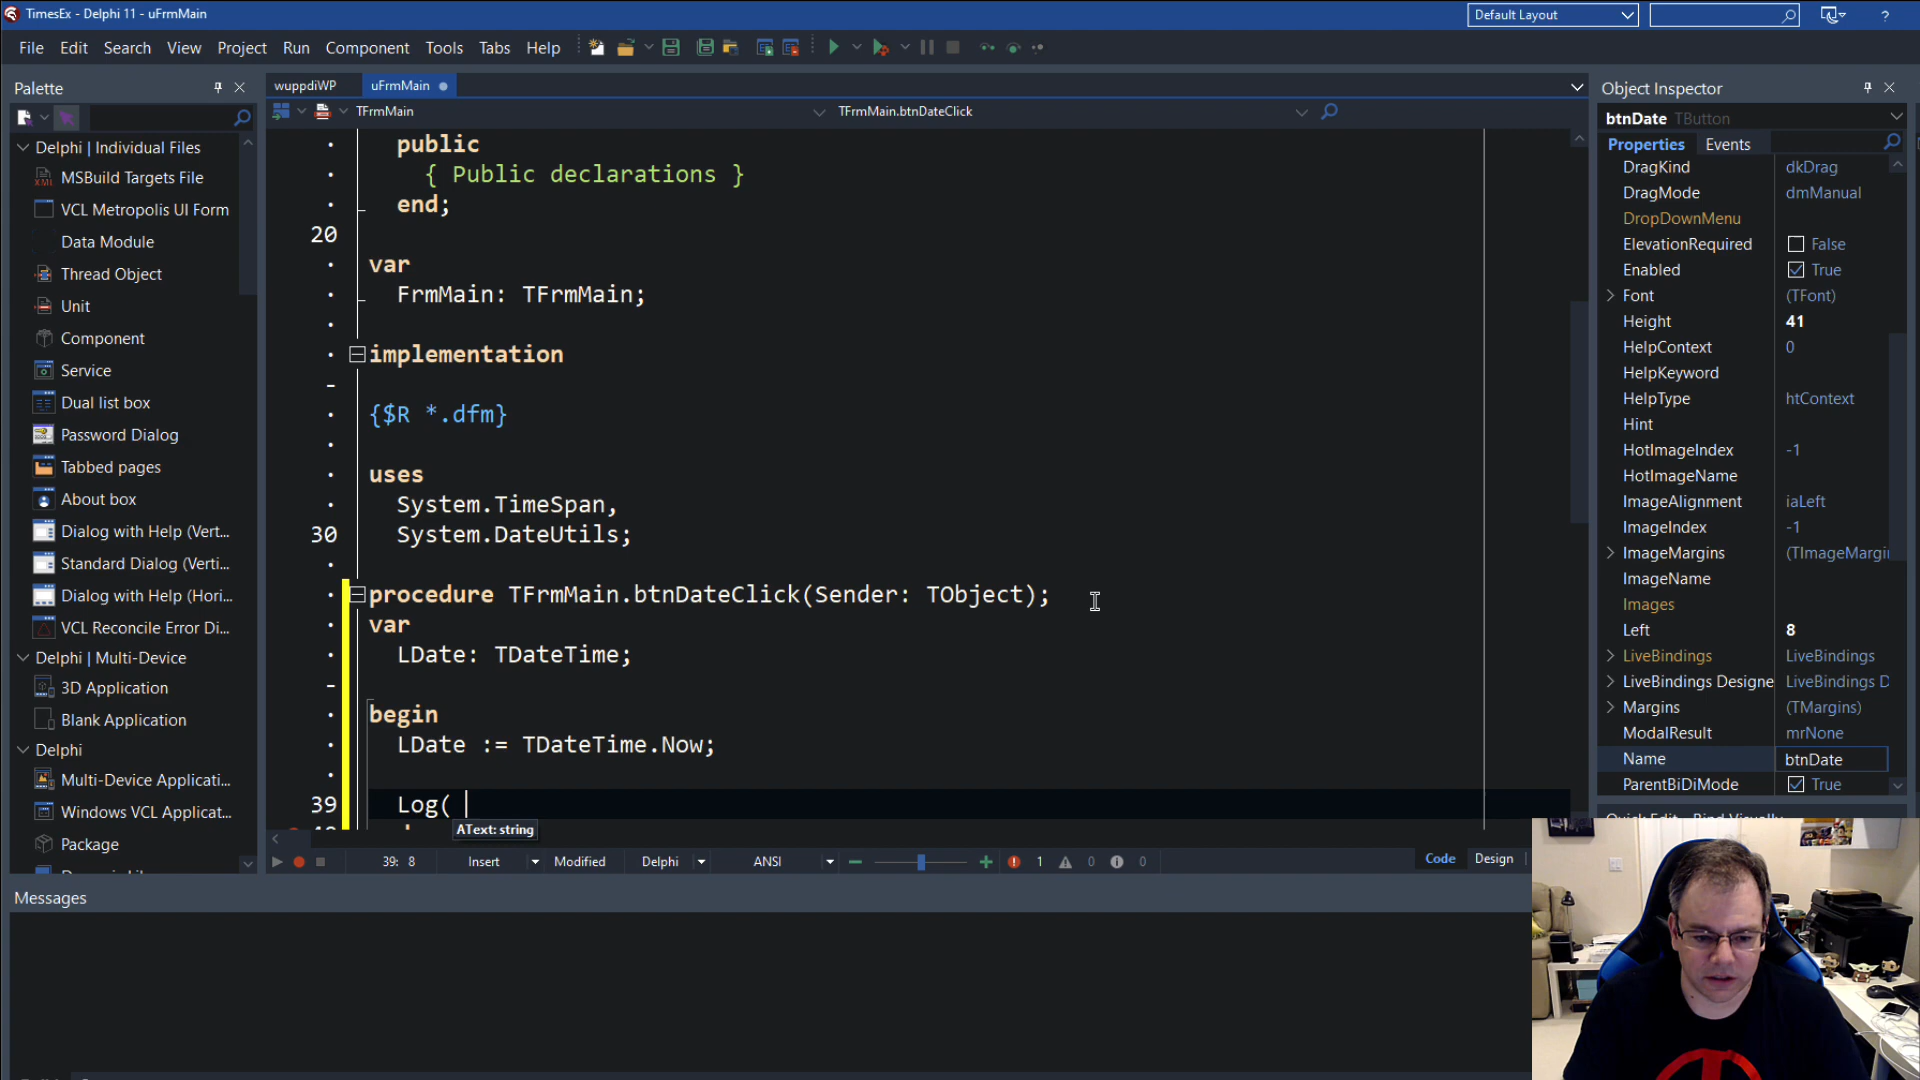 TimesEx - Delphi 11 - uFrmMain
Default Layout
?
File Edit Search View Project Run Component Tools Tabs Help
Palette
Delphi | Individual Files
MSBuild Targets File
VCL Metropolis UI Form
Data Module
Thread Object
Unit
Component
Service
Dual list box
Password Dialog
Tabbed pages
About box
Dialog with Help (Vert...
Standard Dialog (Verti...
Dialog with Help (Hori...
VCL Reconcile Error Di...
Delphi | Multi-Device
3D Application
Blank Application
Delphi
Multi-Device Applicati...
Windows VCL Applicat...
Package
wuppdiWP uFrmMain
TFrmMain TFrmMain.btnDateClick
public
{ Public declarations }
end;
20
var
FrmMain: TFrmMain;
implementation
{$R *.dfm}
uses
System.TimeSpan,
30 System.DateUtils;
procedure TFrmMain.btnDateClick(Sender: TObject);
var
LDate: TDateTime;
begin
LDate := TDateTime.Now;
39 Log(
AText: string
39: 8 Insert Modified Delphi ANSI 1 0 0 Code Design
Messages
Object Inspector
btnDate TButton
Properties Events
DragKind dkDrag
DragMode dmManual
DropDownMenu
ElevationRequired False
Enabled True
Font (TFont)
Height 41
HelpContext 0
HelpKeyword
HelpType htContext
Hint
HotImageIndex -1
HotImageName
ImageAlignment iaLeft
ImageIndex -1
ImageMargins (TImageMargi
ImageName
Images
Left 8
LiveBindings LiveBindings
LiveBindings Designe LiveBindings D
Margins (TMargins)
ModalResult mrNone
Name btnDate
ParentBiDiMode True